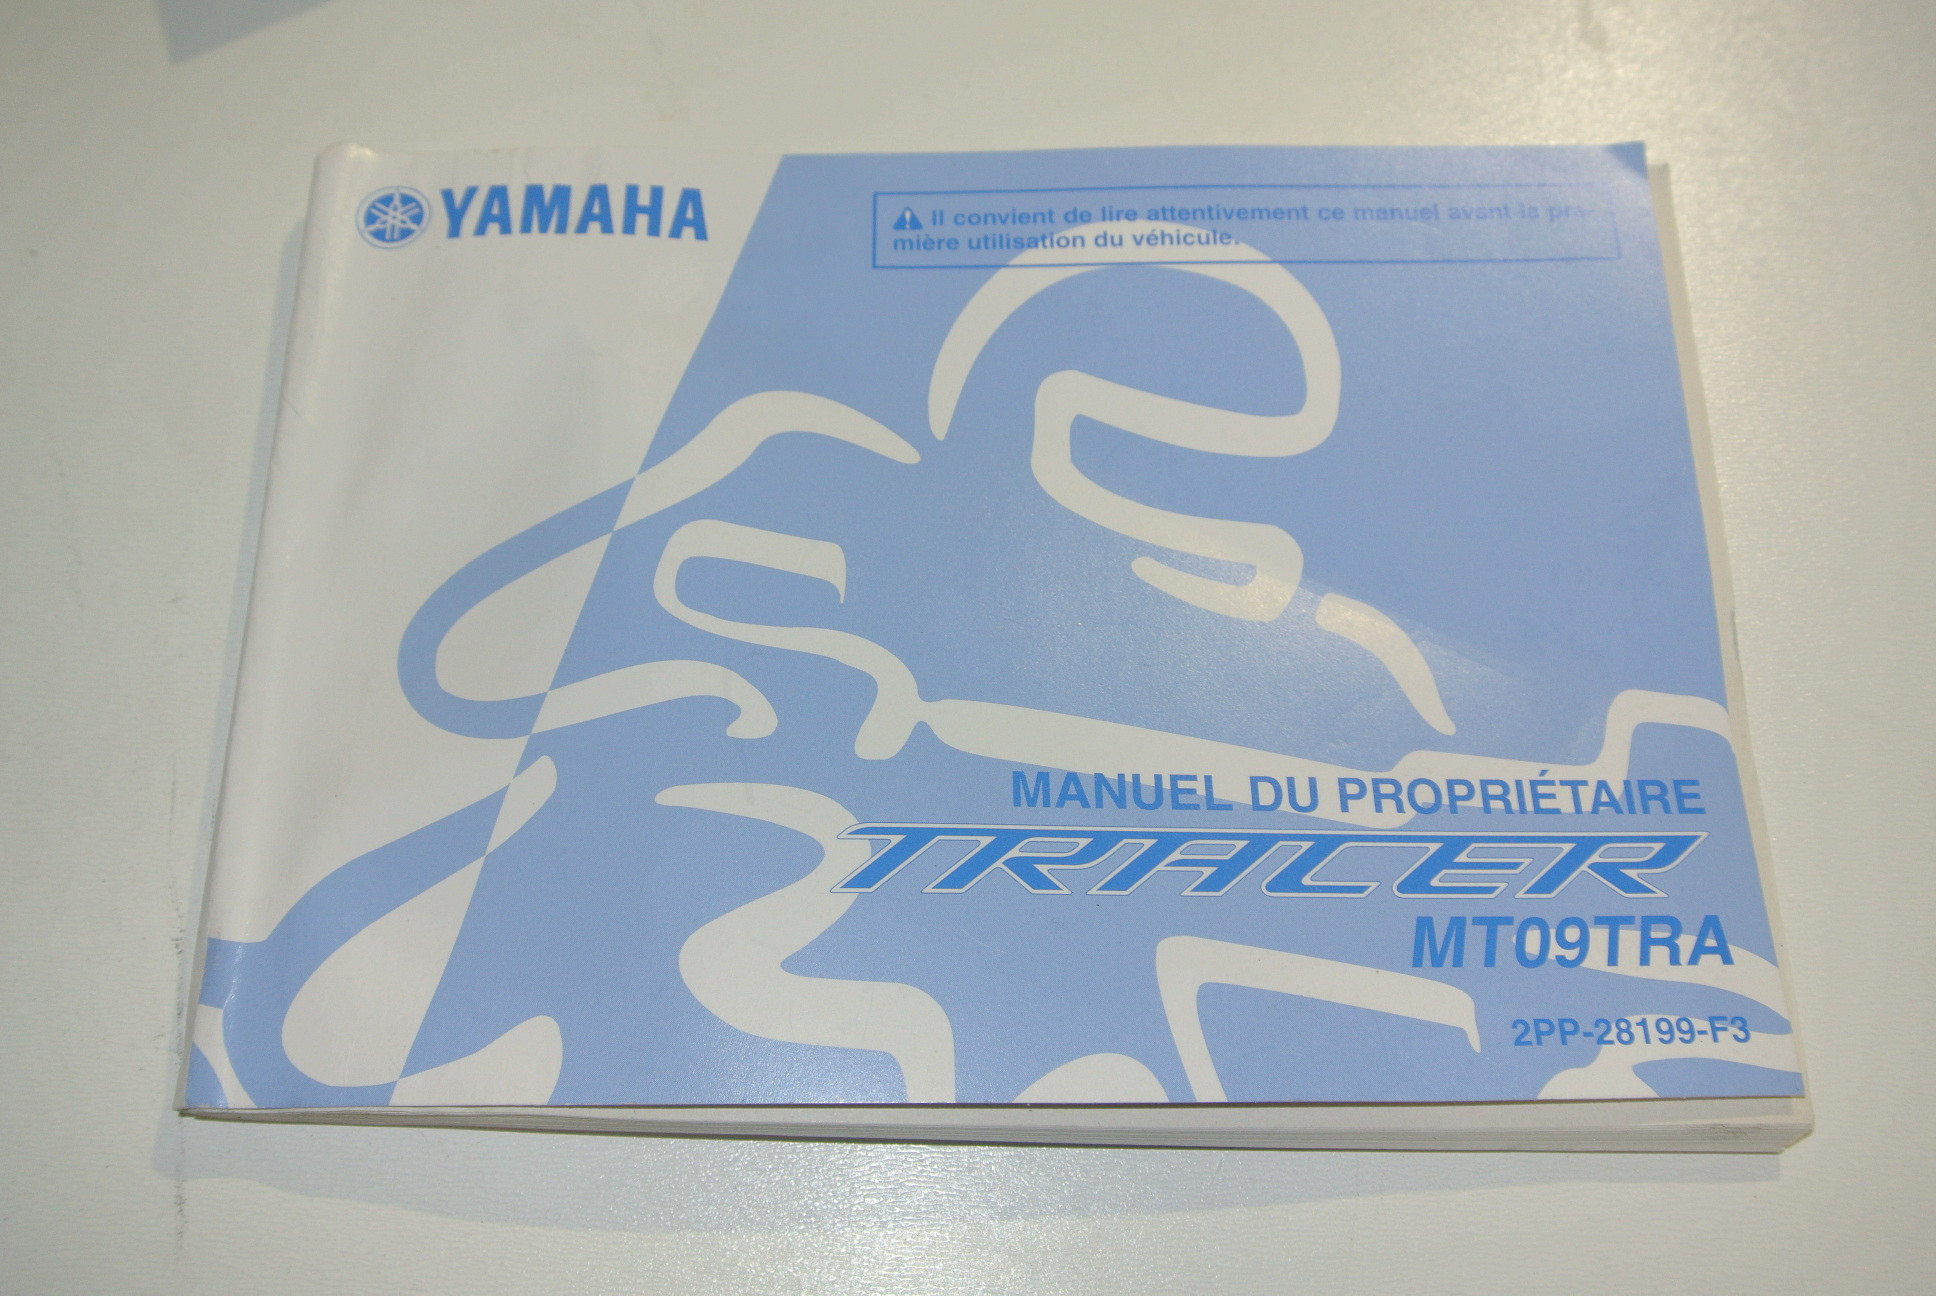 YAMAHA
⚠ Il convient de lire attentivement ce manuel avant la pre-
mière utilisation du véhicule.
MANUEL DU PROPRIÉTAIRE
TRACER
MT09TRA
2PP-28199-F3